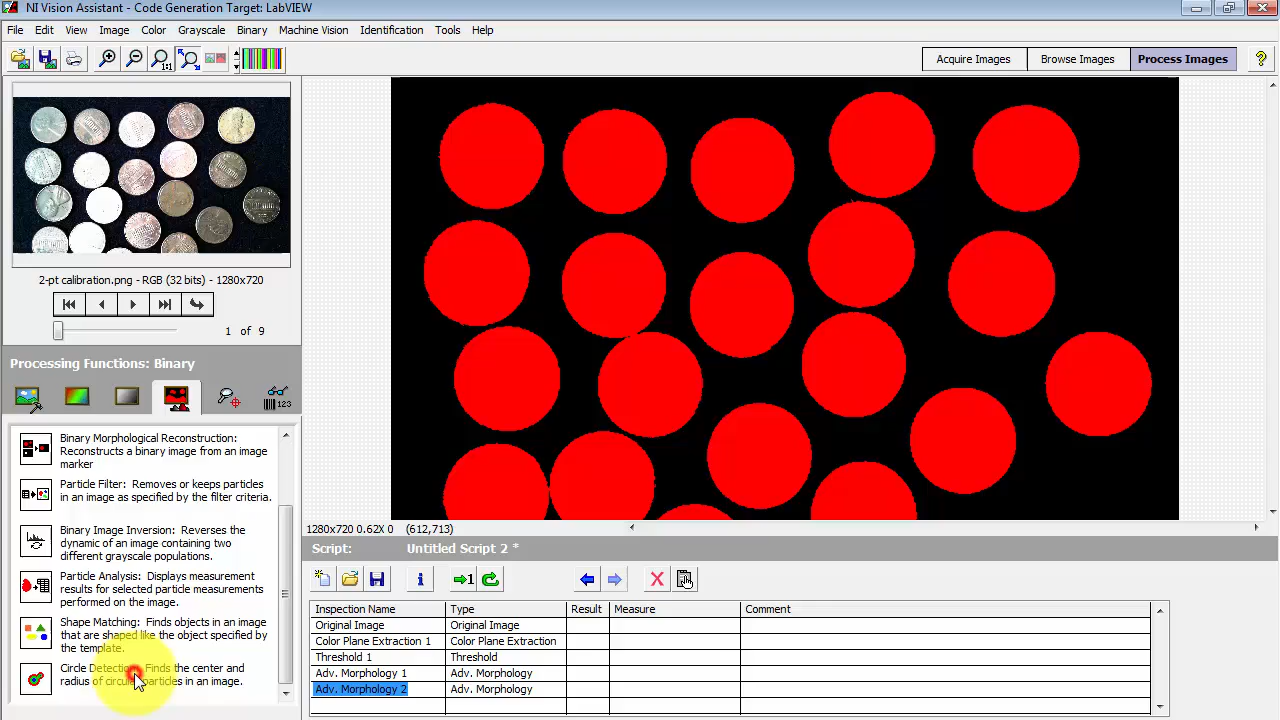 NI Vision Assistant - Code Generation Target: LabVIEW
File Edit View Image Color Grayscale Binary Machine Vision Identification Tools Help
Acquire Images Browse Images Process Images
2-pt calibration.png - RGB (32 bits) - 1280x720
1 of 9
Processing Functions: Binary
Binary Morphological Reconstruction:
Reconstructs a binary image from an image
marker
Particle Filter: Removes or keeps particles
in an image as specified by the filter criteria.
Binary Image Inversion: Reverses the
dynamic of an image containing two
different grayscale populations.
Particle Analysis: Displays measurement
results for selected particle measurements
performed on the image.
Shape Matching: Finds objects in an image
that are shaped like the object specified by
the template.
Circle Detection: Finds the center and
radius of circular particles in an image.
1280x720 0.62X 0 (612,713)
Script: Untitled Script 2 *
Inspection Name Type Result Measure Comment
Original Image Original Image
Color Plane Extraction 1 Color Plane Extraction
Threshold 1 Threshold
Adv. Morphology 1 Adv. Morphology
Adv. Morphology 2 Adv. Morphology